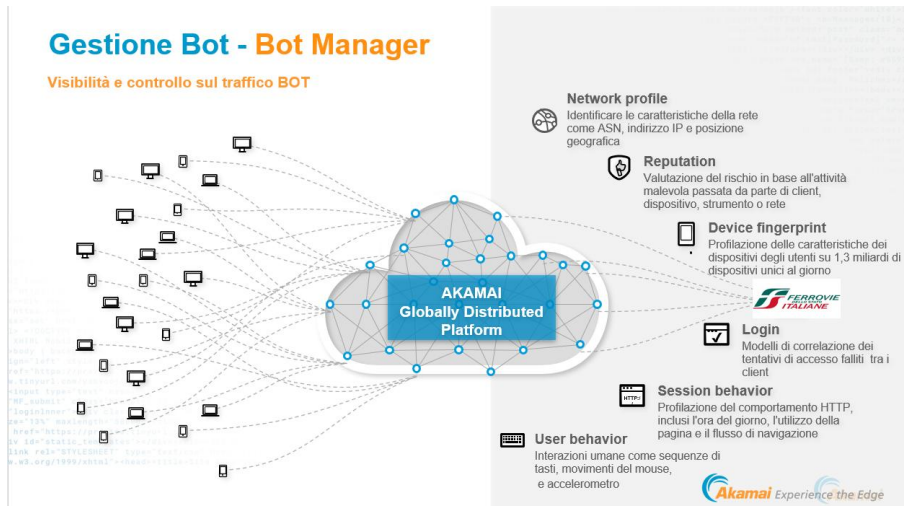 Gestione Bot - Bot Manager
Visibilità e controllo sul traffico BOT
Network profile
Identificare le caratteristiche della rete
come ASN, indirizzo IP e posizione
geografica
Reputation
Valutazione del rischio in base all'attività
malevola passata da parte di client,
dispositivo, strumento o rete
Device fingerprint
Profilazione delle caratteristiche dei
dispositivi degli utenti su 1,3 miliardi di
dispositivi unici al giorno
AKAMAI
Globally Distributed
Platform
FERROVIE
DELLO STATO
ITALIANE
Login
Modelli di correlazione dei
tentativi di accesso falliti tra i
client
Session behavior
HTTP:/
Profilazione del comportamento HTTP,
inclusi l'ora del giorno, l'utilizzo della
pagina e il flusso di navigazione
User behavior
Interazioni umane come sequenze di
tasti, movimenti del mouse,
e accelerometro
Akamai Experience the Edge